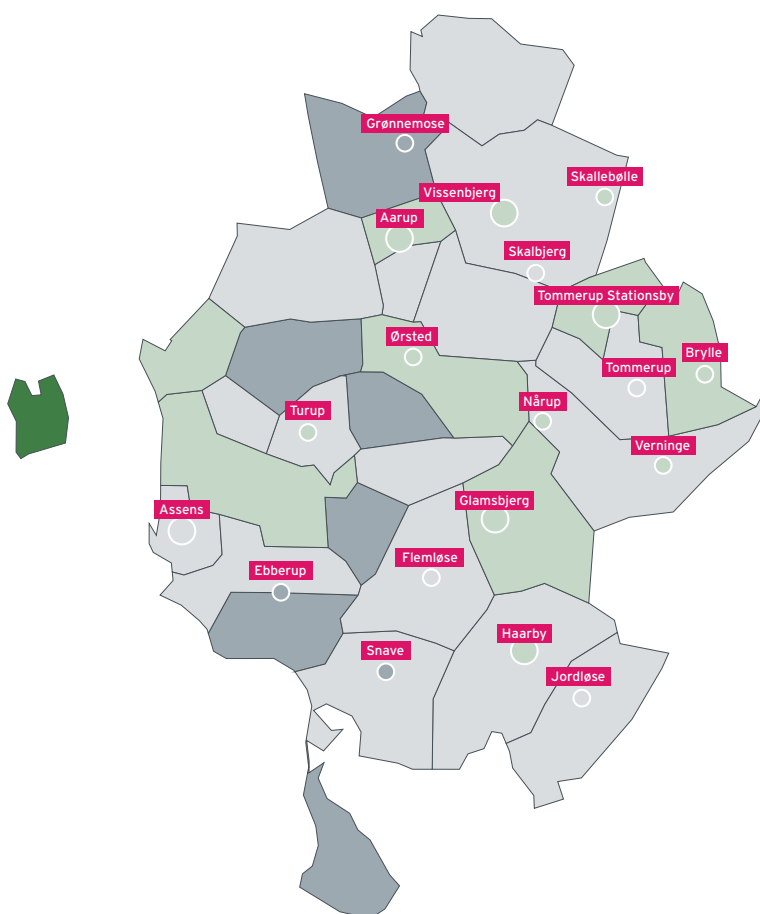 Grønnemose
Skallebølle
Vissenbjerg
Aarup
Skalbjerg
Tommerup Stationsby
Ørsted
Brylle
Tommerup
Nårup
Turup
Verninge
Glamsbjerg
Assens
Flemløse
Ebberup
Haarby
Snave
Jordløse